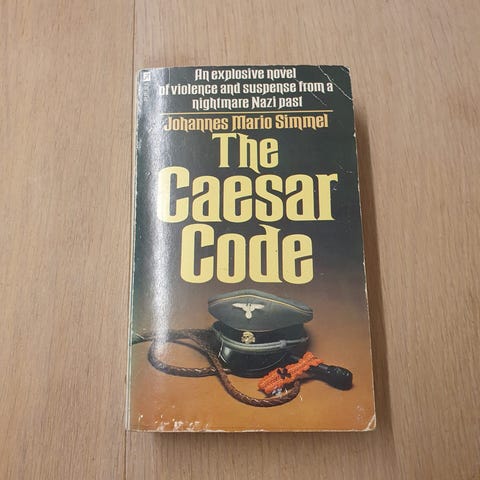 An explosive novel
of violence and suspense from a
nightmare Nazi past
Johannes Mario Simmel
The
Caesar
Code